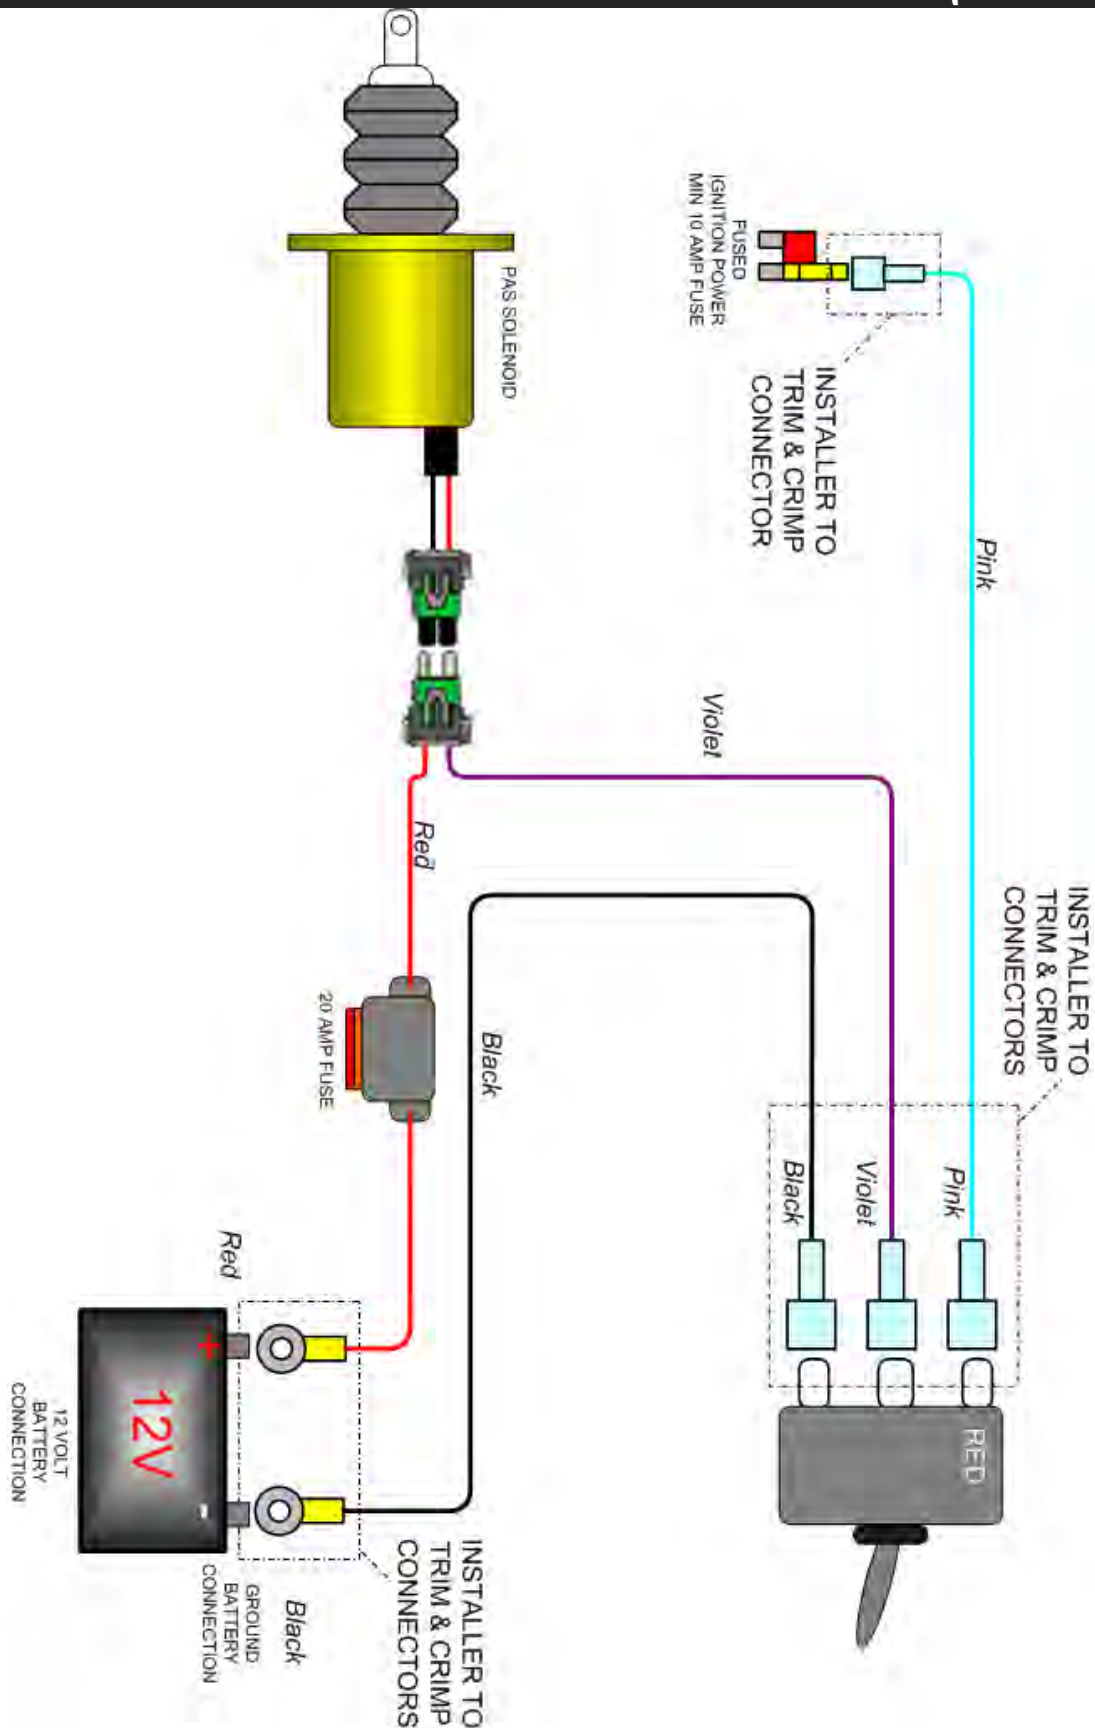 PAS SOLENOID
FUSED
IGNITION POWER
MIN 10 AMP FUSE
INSTALLER TO
TRIM & CRIMP
CONNECTOR
Pink
Violet
Red
Black
20 AMP FUSE
INSTALLER TO
TRIM & CRIMP
CONNECTORS
Pink
Violet
Black
RED
Red
+
12V
-
12 VOLT
BATTERY
CONNECTION
GROUND
BATTERY
CONNECTION
Black
INSTALLER TO
TRIM & CRIMP
CONNECTORS